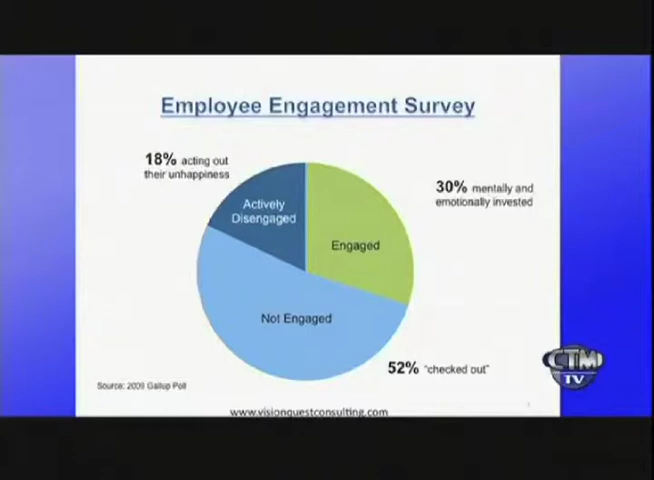 Employee Engagement Survey
18% acting out
their unhappiness
30% mentally and
emotionally invested
Actively
Disengaged
Engaged
Not Engaged
52% "checked out"
CTM
TV
Source: 2009 Gallup Poll
www.visionquestconsulting.com